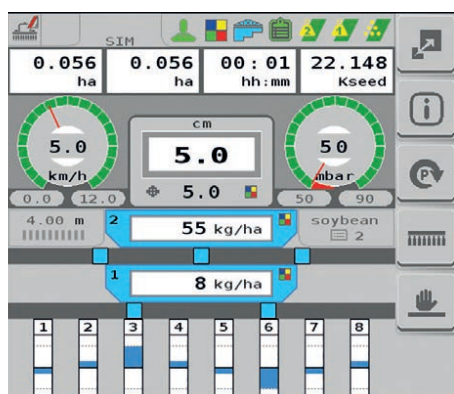 SIM
2 1
0.056 0.056 00:01 22.148
ha ha hh:mm Kseed
cm
5.0 5.0 50
km/h mbar
0.0 12.0 5.0 50 90
4.00 m 2 55 kg/ha soybean
2
1 8 kg/ha
1 2 3 4 5 6 7 8
P
i